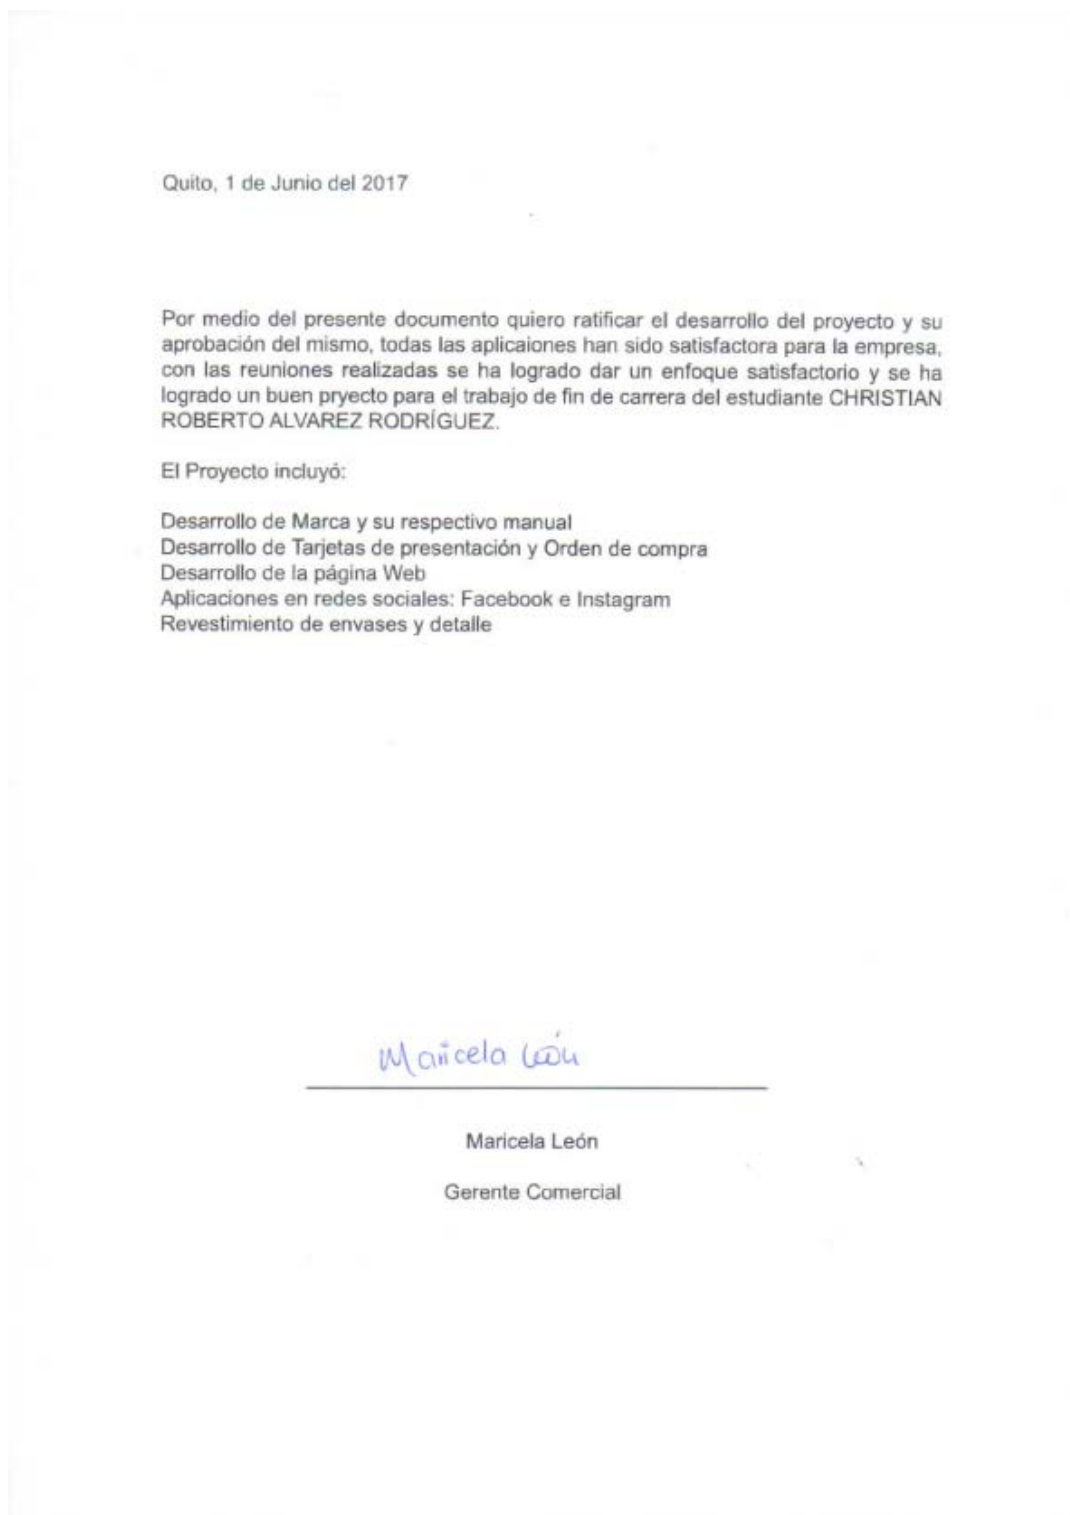 Quito, 1 de Junio del 2017
Por medio del presente documento quiero ratificar el desarrollo del proyecto y su
aprobación del mismo, todas las aplicaiones han sido satisfactora para la empresa,
con las reuniones realizadas se ha logrado dar un enfoque satisfactorio y se ha
logrado un buen pryecto para el trabajo de fin de carrera del estudiante CHRISTIAN
ROBERTO ALVAREZ RODRÍGUEZ.
El Proyecto incluyó:
Desarrollo de Marca y su respectivo manual
Desarrollo de Tarjetas de presentación y Orden de compra
Desarrollo de la página Web
Aplicaciones en redes sociales: Facebook e Instagram
Revestimiento de envases y detalle
Maricela León
Maricela León
Gerente Comercial